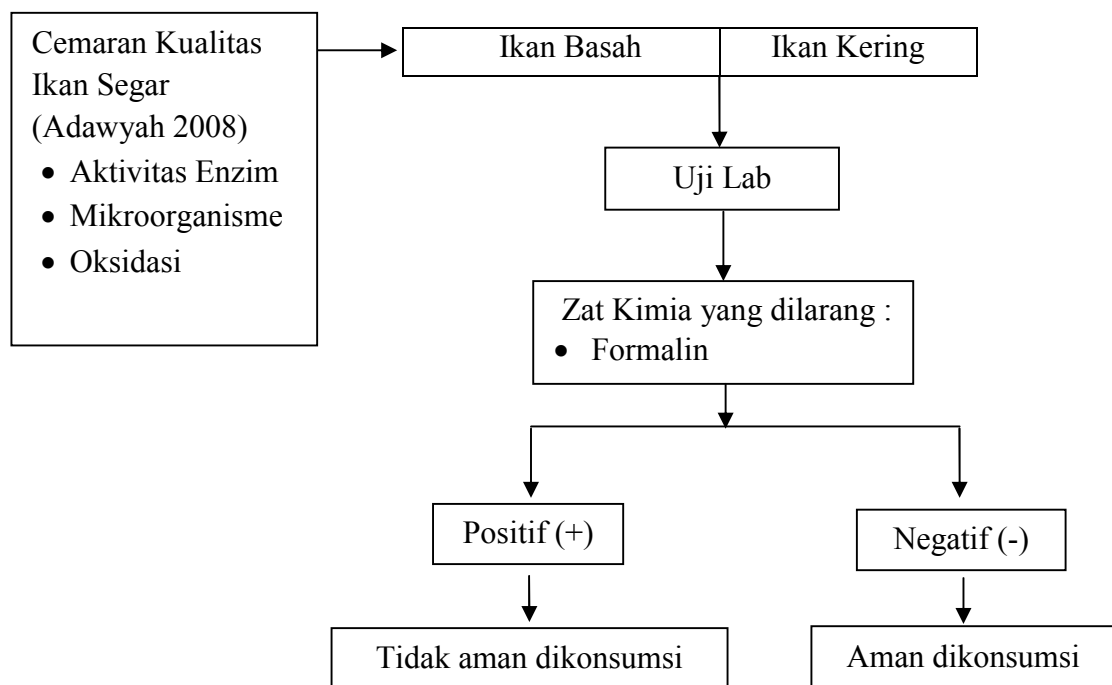 Cemaran Kualitas
Ikan Segar
(Adawyah 2008)
• Aktivitas Enzim
• Mikroorganisme
• Oksidasi
Ikan Basah
Ikan Kering
Uji Lab
Zat Kimia yang dilarang :
• Formalin
Positif (+)
Negatif (-)
Tidak aman dikonsumsi
Aman dikonsumsi